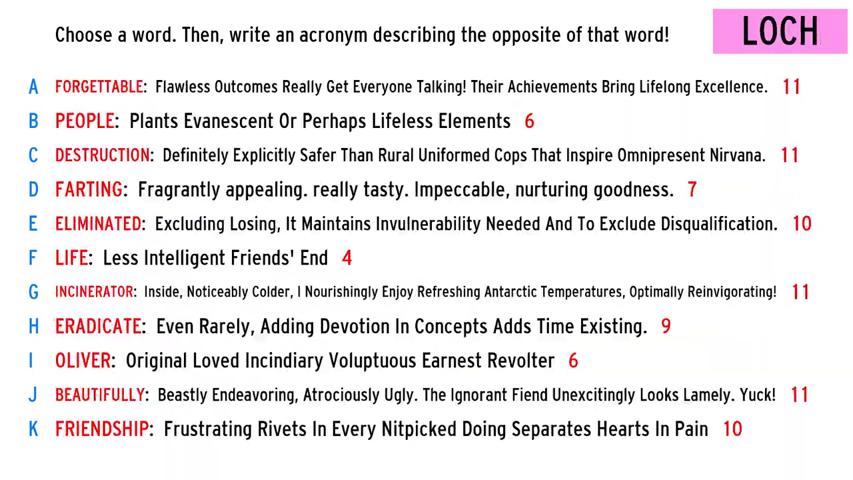 Choose a word. Then, write an acronym describing the opposite of that word!
LOCH
A FORGETTABLE: Flawless Outcomes Really Get Everyone Talking! Their Achievements Bring Lifelong Excellence. 11
B PEOPLE: Plants Evanescent Or Perhaps Lifeless Elements 6
C DESTRUCTION: Definitely Explicitly Safer Than Rural Uniformed Cops That Inspire Omnipresent Nirvana. 11
D FARTING: Fragrantly appealing. really tasty. Impeccable, nurturing goodness. 7
E ELIMINATED: Excluding Losing, It Maintains Invulnerability Needed And To Exclude Disqualification. 10
F LIFE: Less Intelligent Friends' End 4
G INCINERATOR: Inside, Noticeably Colder, I Nourishingly Enjoy Refreshing Antarctic Temperatures, Optimally Reinvigorating! 11
H ERADICATE: Even Rarely, Adding Devotion In Concepts Adds Time Existing. 9
I OLIVER: Original Loved Incindiary Voluptuous Earnest Revolter 6
J BEAUTIFULLY: Beastly Endeavoring, Atrociously Ugly. The Ignorant Fiend Unexcitingly Looks Lamely. Yuck! 11
K FRIENDSHIP: Frustrating Rivets In Every Nitpicked Doing Separates Hearts In Pain 10